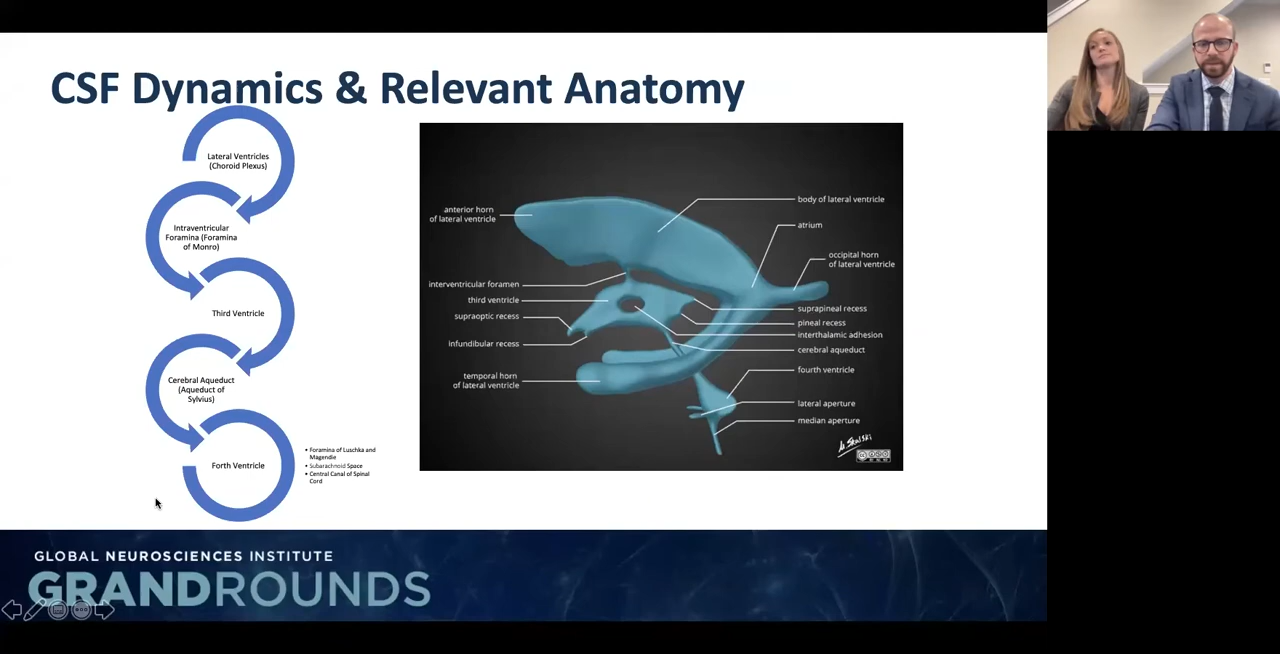 CSF Dynamics & Relevant Anatomy
Lateral Ventricles
(Choroid Plexus)
Intraventricular
Foramina (Foramina
of Monro)
Third Ventricle
Cerebral Aqueduct
(Aqueduct of
Sylvius)
Forth Ventricle
• Foramina of Luschka and
Magendie
• Subarachnoid Space
• Central Canal of Spinal
Cord
anterior horn
of lateral ventricle
interventricular foramen
third ventricle
supraoptic recess
infundibular recess
temporal horn
of lateral ventricle
body of lateral ventricle
atrium
occipital horn
of lateral ventricle
suprapineal recess
pineal recess
interthalamic adhesion
cerebral aqueduct
fourth ventricle
lateral aperture
median aperture
GLOBAL NEUROSCIENCES INSTITUTE
GRANDROUNDS